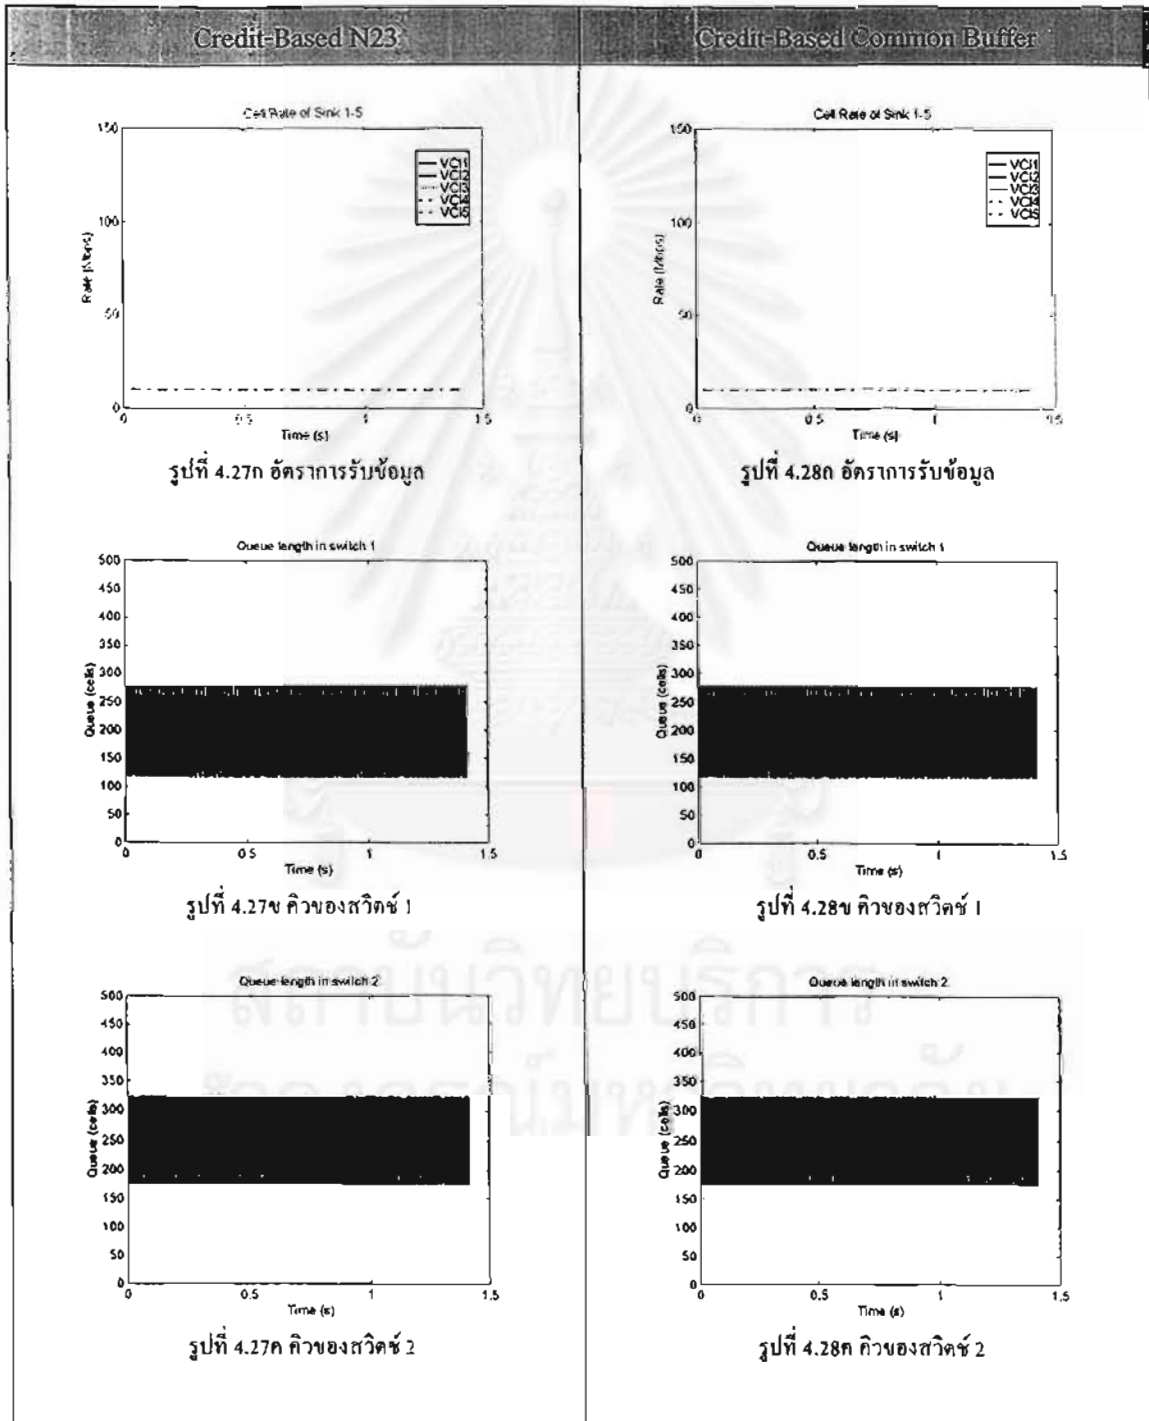 Credit-Based N23
Credit-Based Common Buffer
Cell Rate of Sink 1-5
150
100
50
0
Rate (Mbps)
VCI1
VCI2
VCI3
VCI4
VCI5
0 0.5 1 1.5
Time (s)
รูปที่ 4.27ก อัตราการรับข้อมูล
Cell Rate of Sink 1-5
150
100
50
0
Rate (Mbps)
VCI1
VCI2
VCI3
VCI4
VCI5
0 0.5 1 1.5
Time (s)
รูปที่ 4.28ก อัตราการรับข้อมูล
Queue length in switch 1
500
450
400
350
300
250
200
150
100
50
0
Queue (cells)
0 0.5 1 1.5
Time (s)
รูปที่ 4.27ข คิวของสวิตช์ 1
Queue length in switch 1
500
450
400
350
300
250
200
150
100
50
0
Queue (cells)
0 0.5 1 1.5
Time (s)
รูปที่ 4.28ข คิวของสวิตช์ 1
Queue length in switch 2
500
450
400
350
300
250
200
150
100
50
0
Queue (cells)
0 0.5 1 1.5
Time (s)
รูปที่ 4.27ค คิวของสวิตช์ 2
Queue length in switch 2
500
450
400
350
300
250
200
150
100
50
0
Queue (cells)
0 0.5 1 1.5
Time (s)
รูปที่ 4.28ค คิวของสวิตช์ 2
สถาบันวิทยบริการ